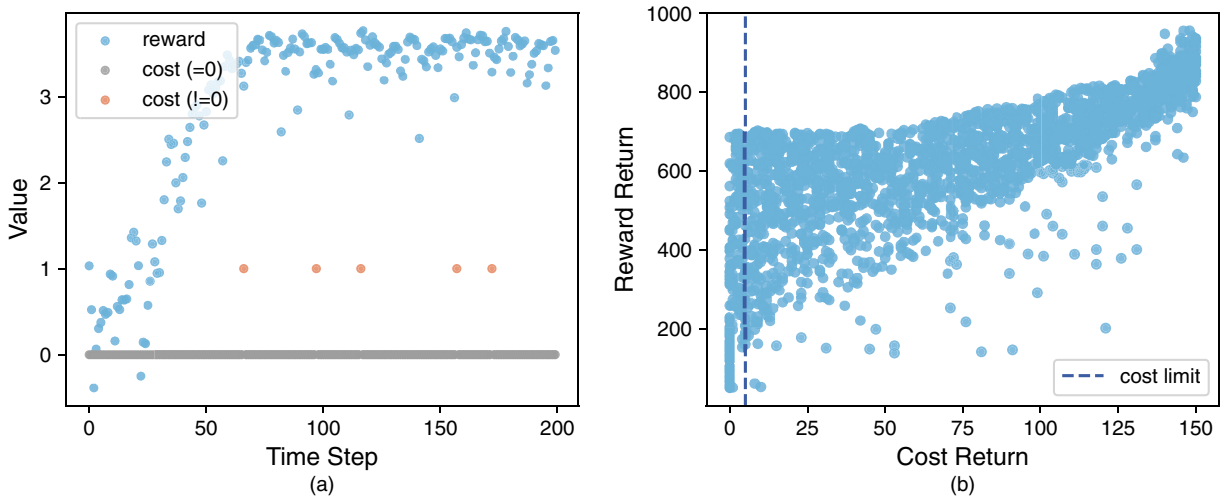 reward
cost (=0)
cost (!=0)
3
2
1
0
Value
0 50 100 150 200
Time Step
(a)
1000
800
600
400
200
Reward Return
cost limit
0 25 50 75 100 125 150
Cost Return
(b)